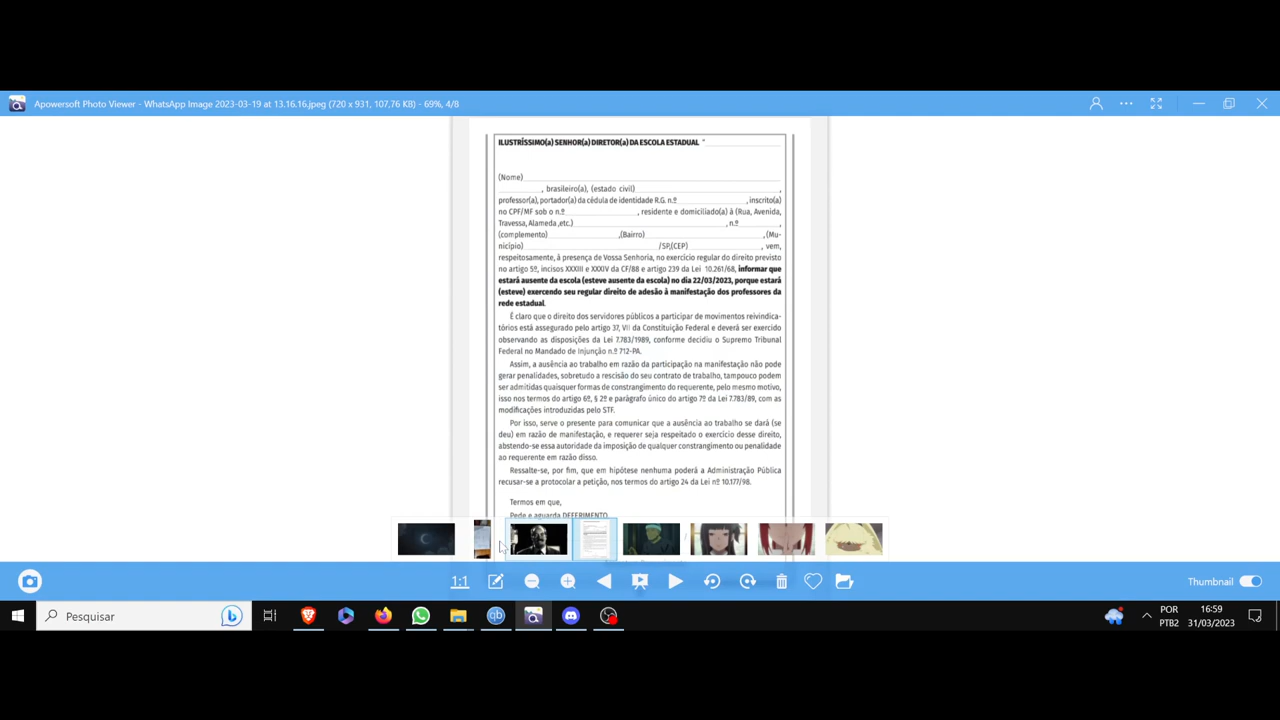 Apowersoft Photo Viewer - WhatsApp Image 2023-03-19 at 13.16.16.jpeg (720 x 931, 107,76 KB) - 69%, 4/8
ILUSTRÍSSIMO(a) SENHOR(a) DIRETOR(a) DA ESCOLA ESTADUAL "
(Nome)
, brasileiro(a), (estado civil) ,
professor(a), portador(a) da cédula de identidade R.G. n.º , inscrito(a)
no CPF/MF sob o n.º , residente e domiciliado(a) à (Rua, Avenida,
Travessa, Alameda ,etc.) , n.º ,
(complemento) ,(Bairro) ,(Mu-
nicípio) /SP,(CEP) , vem,
respeitosamente, à presença de Vossa Senhoria, no exercício regular do direito previsto
no artigo 5º, incisos XXXIII e XXXIV da CF/88 e artigo 239 da Lei 10.261/68, informar que
estará ausente da escola (esteve ausente da escola) no dia 22/03/2023, porque estará
(esteve) exercendo seu regular direito de adesão à manifestação dos professores da
rede estadual.
É claro que o direito dos servidores públicos a participar de movimentos reivindica-
tórios está assegurado pelo artigo 37, VII da Constituição Federal e deverá ser exercido
observando as disposições da Lei 7.783/1989, conforme decidiu o Supremo Tribunal
Federal no Mandado de Injunção n.º 712-PA.
Assim, a ausência ao trabalho em razão da participação na manifestação não pode
gerar penalidades, sobretudo a rescisão do seu contrato de trabalho, tampouco podem
ser admitidas quaisquer formas de constrangimento do requerente, pelo mesmo motivo,
isso nos termos do artigo 6º, § 2º e parágrafo único do artigo 7º da Lei 7.783/89, com as
modificações introduzidas pelo STF.
Por isso, serve o presente para comunicar que a ausência ao trabalho se dará (se
deu) em razão de manifestação, e requerer seja respeitado o exercício desse direito,
abstendo-se essa autoridade da imposição de qualquer constrangimento ou penalidade
ao requerente em razão disso.
Ressalte-se, por fim, que em hipótese nenhuma poderá a Administração Pública
recusar-se a protocolar a petição, nos termos do artigo 24 da Lei nº 10.177/98.
Termos em que,
Pede e aguarda DEFERIMENTO
1:1
Thumbnail
Pesquisar
POR
PTB2
16:59
31/03/2023